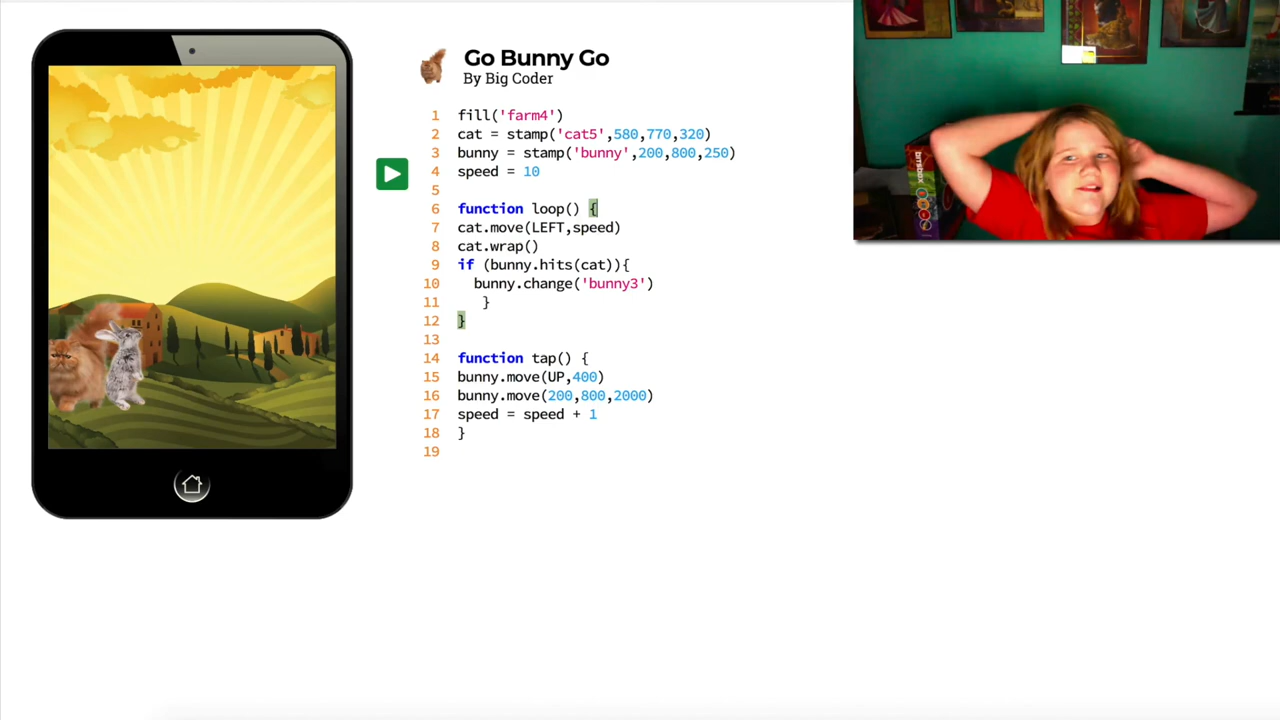 Go Bunny Go
By Big Coder
1 fill('farm4')
2 cat = stamp('cat5',580,770,320)
3 bunny = stamp('bunny',200,800,250)
4 speed = 10
5
6 function loop() {
7 cat.move(LEFT,speed)
8 cat.wrap()
9 if (bunny.hits(cat)){
10 bunny.change('bunny3')
11 }
12 }
13
14 function tap() {
15 bunny.move(UP,400)
16 bunny.move(200,800,2000)
17 speed = speed + 1
18 }
19
bitsbox